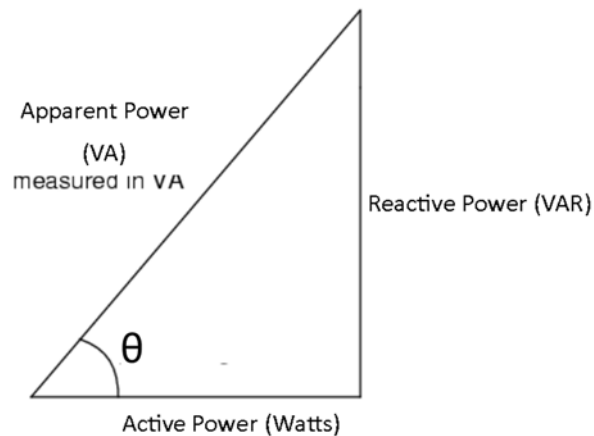 Apparent Power
(VA)
measured in VA
Reactive Power (VAR)
θ
Active Power (Watts)